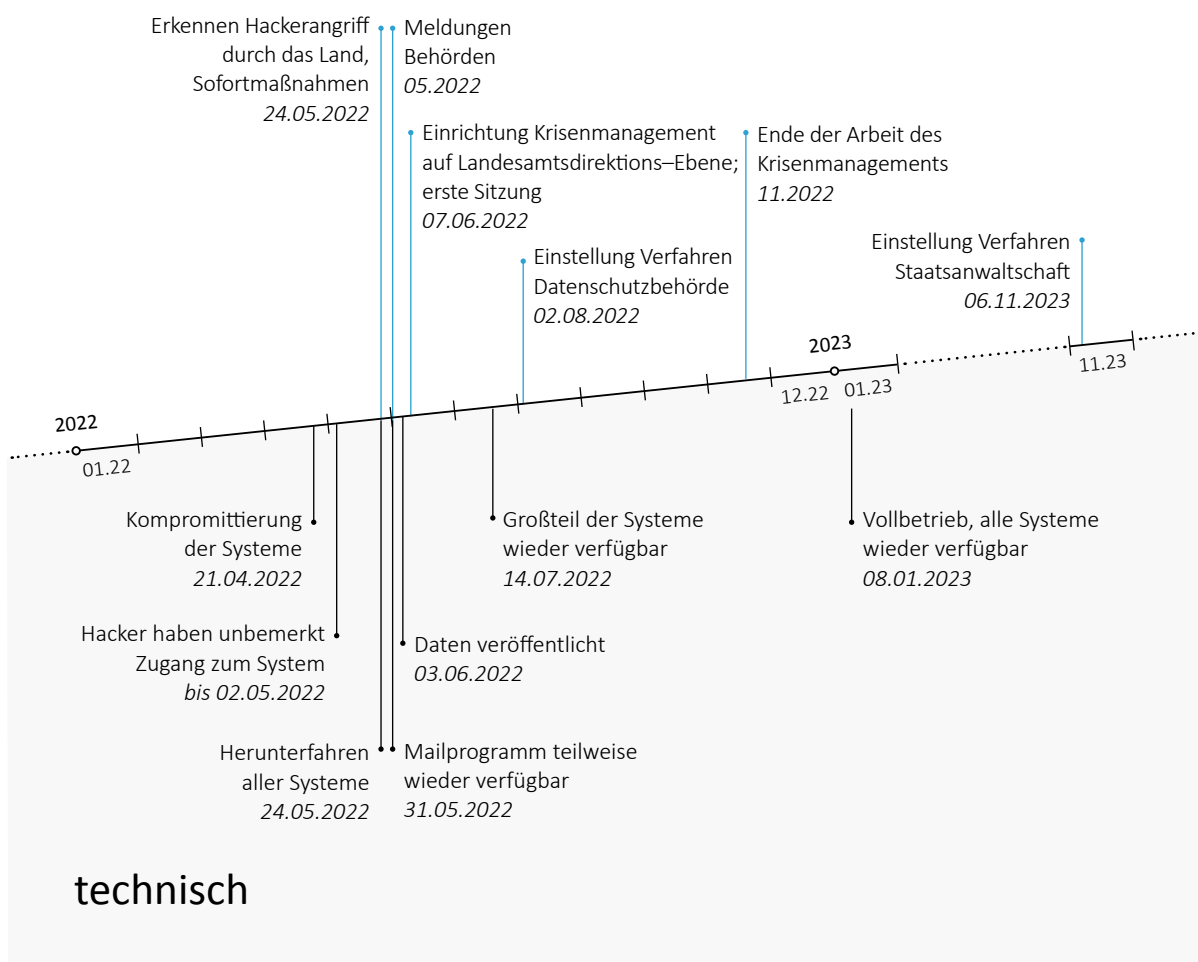 Erkennen Hackerangriff
durch das Land,
Sofortmaßnahmen
24.05.2022
Meldungen
Behörden
05.2022
Einrichtung Krisenmanagement
auf Landesamtsdirektions–Ebene;
erste Sitzung
07.06.2022
Ende der Arbeit des
Krisenmanagements
11.2022
Einstellung Verfahren
Datenschutzbehörde
02.08.2022
Einstellung Verfahren
Staatsanwaltschaft
06.11.2023
2022
01.22
2023
12.22
01.23
11.23
Kompromittierung
der Systeme
21.04.2022
Großteil der Systeme
wieder verfügbar
14.07.2022
Vollbetrieb, alle Systeme
wieder verfügbar
08.01.2023
Hacker haben unbemerkt
Zugang zum System
bis 02.05.2022
Daten veröffentlicht
03.06.2022
Herunterfahren
aller Systeme
24.05.2022
Mailprogramm teilweise
wieder verfügbar
31.05.2022
technisch